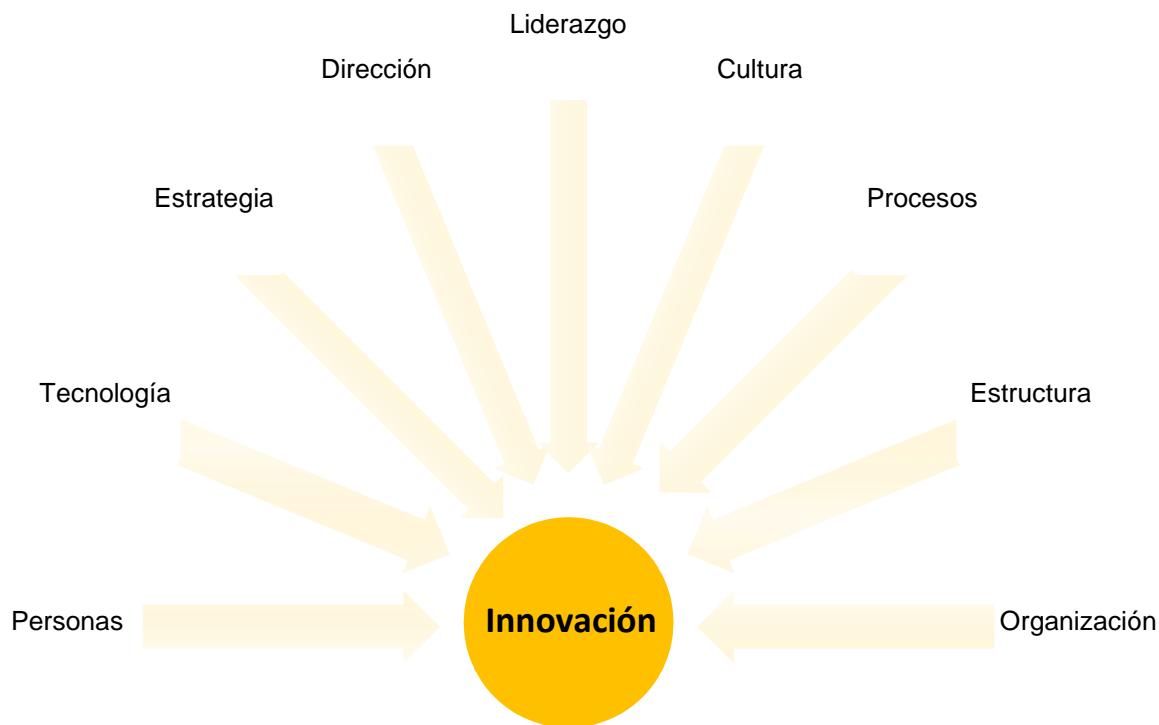 Liderazgo
Dirección
Cultura
Estrategia
Procesos
Tecnología
Estructura
Personas
Innovación
Organización